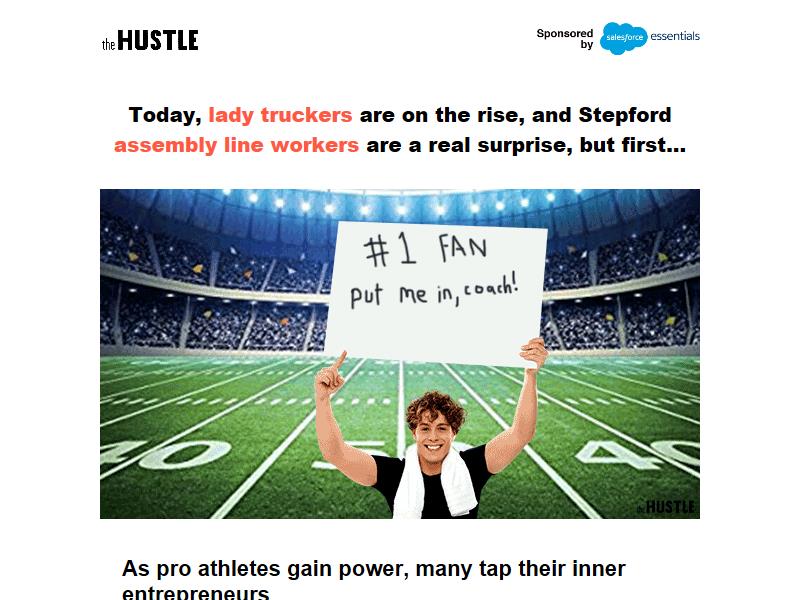 the HUSTLE
Sponsored
by
salesforce essentials
Today, lady truckers are on the rise, and Stepford
assembly line workers are a real surprise, but first...
#1 FAN
put me in, coach!
40 50 40
the HUSTLE
As pro athletes gain power, many tap their inner
entrepreneurs